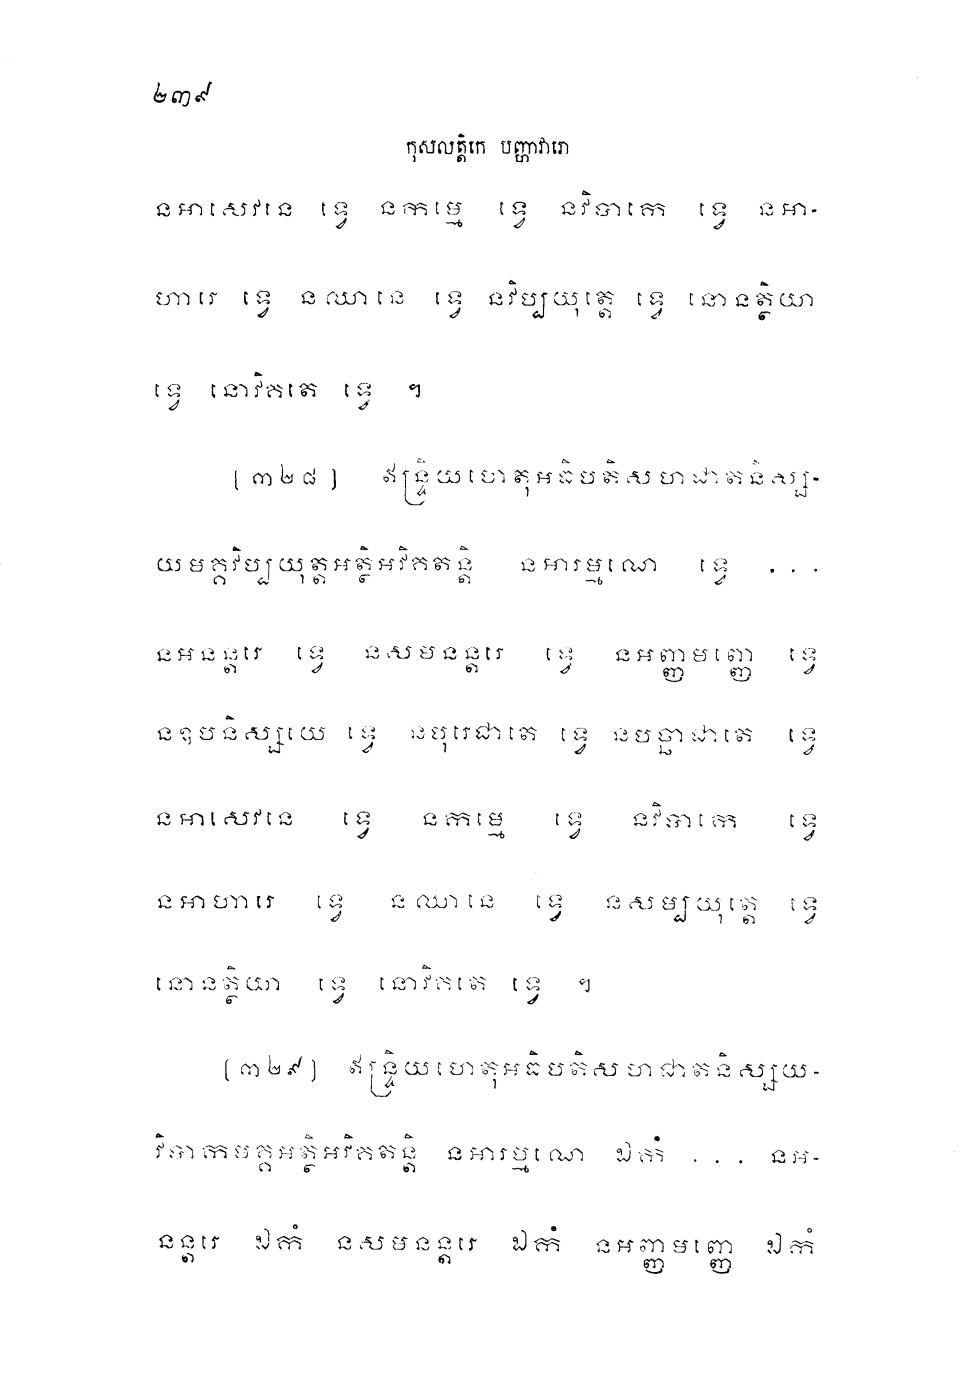 ២៣៩
កុសលត្តិកេ បញ្ហាវារោ
នអាសេវនេ ទ្វេ នកម្មេ ទ្វេ នវិបាកេ ទ្វេ នអា-
ហារេ ទ្វេ នឈានេ ទ្វេ នវិប្បយុត្តេ ទ្វេ នោនត្ថិយា
ទ្វេ នោវិគតេ ទ្វេ ។
(៣២៨) ឥន្ទ្រិយហេតុអធិបតិសហជាតនិស្ស-
យមគ្គវិប្បយុត្តអត្ថិអវិគតន្តិ នអារម្មណេ ទ្វេ ...
នអនន្តរេ ទ្វេ នសមនន្តរេ ទ្វេ នអញ្ញមញ្ញេ ទ្វេ
នឧបនិស្សយេ ទ្វេ នបុរេជាតេ ទ្វេ នបច្ឆាជាតេ ទ្វេ
នអាសេវនេ ទ្វេ នកម្មេ ទ្វេ នវិបាកេ ទ្វេ
នអាហារេ ទ្វេ នឈានេ ទ្វេ នសម្បយុត្តេ ទ្វេ
នោនត្ថិយា ទ្វេ នោវិគតេ ទ្វេ ។
(៣២៩) ឥន្ទ្រិយហេតុអធិបតិសហជាតនិស្សយ-
វិបាកមគ្គអត្ថិអវិគតន្តិ នអារម្មណេ ឯកំ ... នអ-
នន្តរេ ឯកំ នសមនន្តរេ ឯកំ នអញ្ញមញ្ញេ ឯកំ